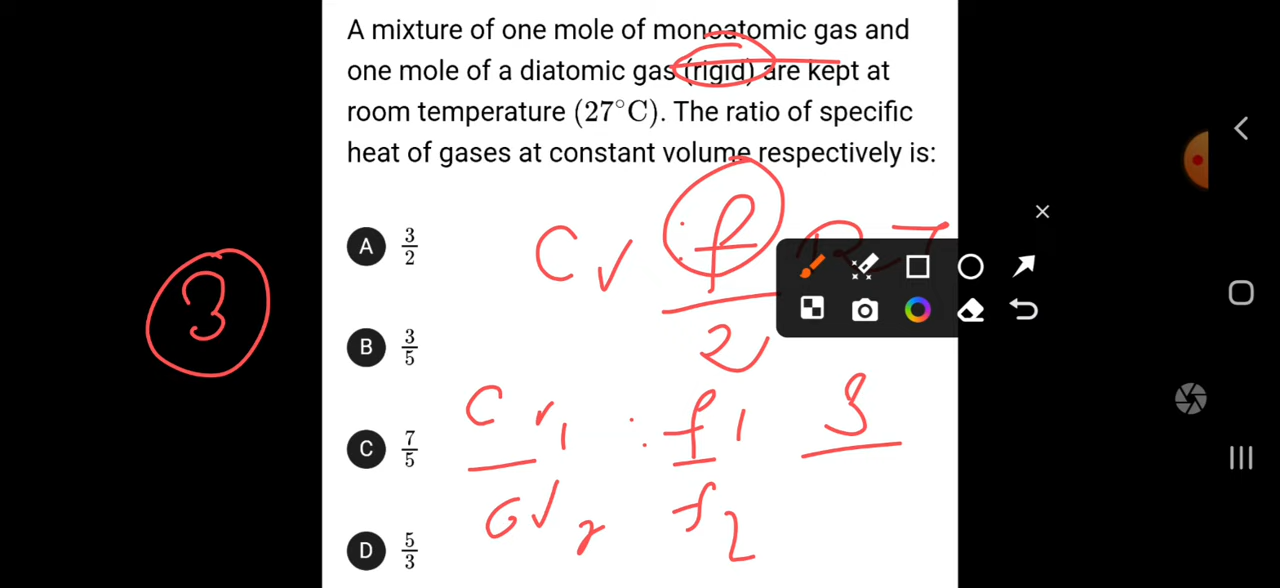 A mixture of one mole of monoatomic gas and
one mole of a diatomic gas (rigid) are kept at
room temperature (27°C). The ratio of specific
heat of gases at constant volume respectively is:
A 3/2
Cv = f/2
B 3/5
3
C 7/5
Cv1 = f1 3
Cv2 f2
D 5/3